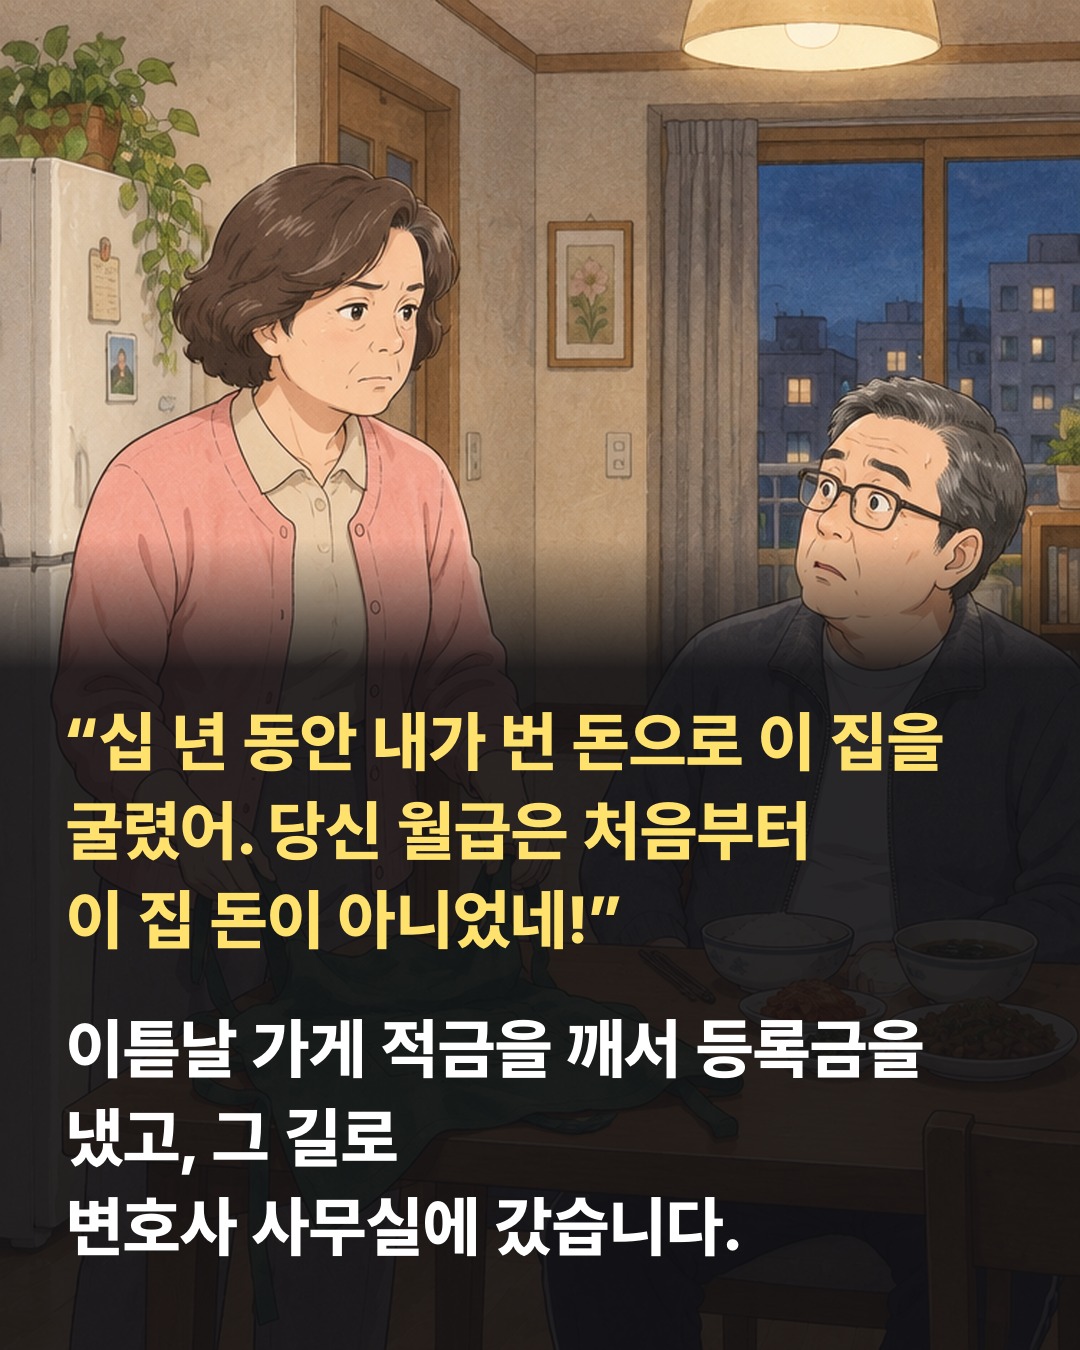 “십 년 동안 내가 번 돈으로 이 집을
굴렸어. 당신 월급은 처음부터
이 집 돈이 아니었네!”
이튿날 가게 적금을 깨서 등록금을
냈고, 그 길로
변호사 사무실에 갔습니다.